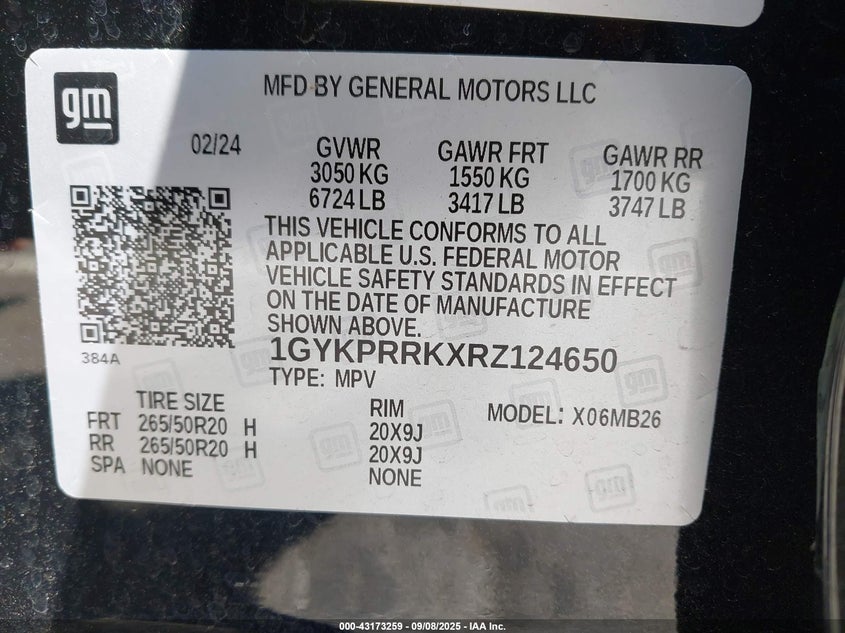 gm
MFD BY GENERAL MOTORS LLC
02/24
GVWR GAWR FRT GAWR RR
3050 KG 1550 KG 1700 KG
6724 LB 3417 LB 3747 LB
THIS VEHICLE CONFORMS TO ALL
APPLICABLE U.S. FEDERAL MOTOR
VEHICLE SAFETY STANDARDS IN EFFECT
ON THE DATE OF MANUFACTURE
SHOWN ABOVE.
384A
1GYKPRRKXRZ124650
TYPE: MPV
TIRE SIZE RIM MODEL: X06MB26
FRT 265/50R20 H 20X9J
RR 265/50R20 H 20X9J
SPA NONE NONE
000-43173259 - 09/08/2025 - IAA Inc.